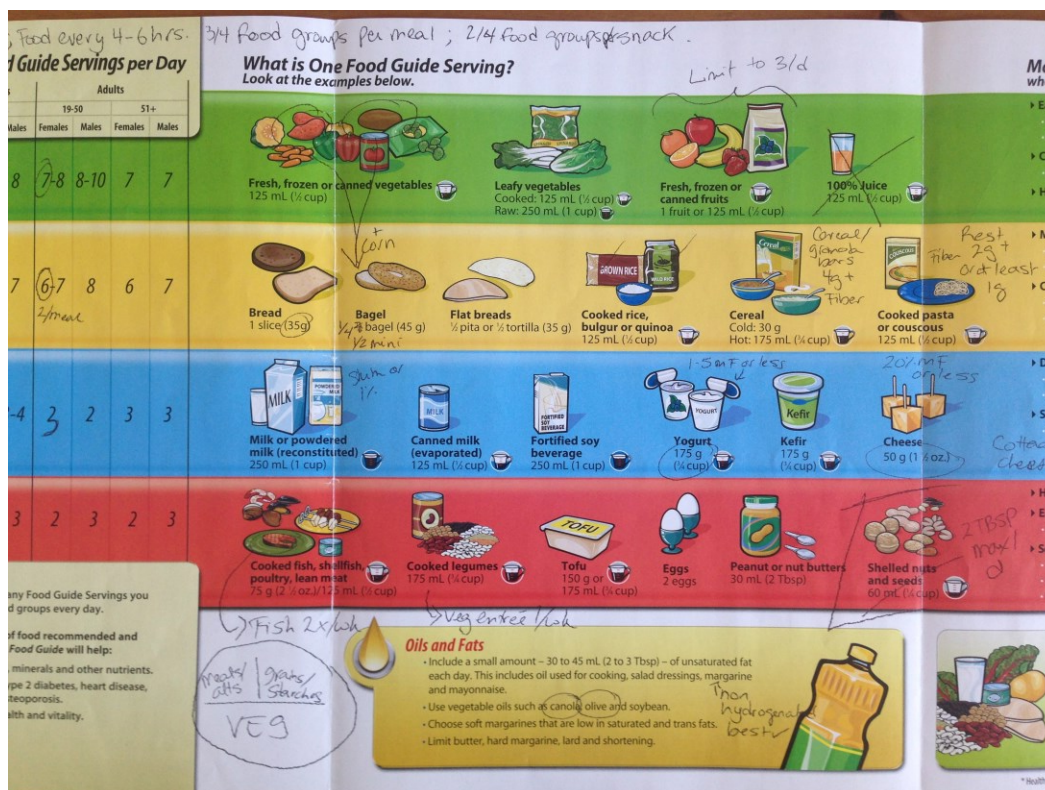 ; Food every 4-6hrs. 3/4 food groups per meal ; 2/4 food groups snack.
Guide Servings per Day
Adults
19-50 51+
Males Females Males Females Males
8 7-8 8-10 7 7
7 6-7 8 6 7
2/meal
-4 3 2 3 3
3 2 3 2 3
any Food Guide Servings you
d groups every day.
of food recommended and
Food Guide will help:
, minerals and other nutrients.
ype 2 diabetes, heart disease,
teoporosis.
alth and vitality.
What is One Food Guide Serving?
Look at the examples below.
Limit to 3/d
Fresh, frozen or canned vegetables
125 mL (½ cup)
Leafy vegetables
Cooked: 125 mL (½ cup)
Raw: 250 mL (1 cup)
Fresh, frozen or
canned fruits
1 fruit or 125 mL (½ cup)
100% Juice
125 mL (½ cup)
+
Corn
Bread
1 slice (35g)
Bagel
bagel (45 g)
1/2 mini
Flat breads
½ pita or ½ tortilla (35 g)
BROWN RICE
WILD RICE
Cooked rice,
bulgur or quinoa
125 mL (½ cup)
Cereal
Cereal/
granola
bars
4g +
Fiber
Cereal
Cold: 30 g
Hot: 175 mL (¾ cup)
COUSCOUS
Rest
Fiber 2g +
or at least
1g
Cooked pasta
or couscous
125 mL (½ cup)
MILK
POWDERED
MILK
Skim or
1%
Milk or powdered
milk (reconstituted)
250 mL (1 cup)
MILK
Canned milk
(evaporated)
125 mL (½ cup)
FORTIFIED
SOY
BEVERAGE
Fortified soy
beverage
250 mL (1 cup)
or less
YOGURT
Yogurt
175 g
(¾ cup)
Kefir
Kefir
175 g
(¾ cup)
20% mF
or less
Cheese
50 g (1 ½ oz.)
Cooked fish, shellfish,
poultry, lean meat
75 g (2 ½ oz.)/125 mL (½ cup)
Cooked legumes
175 mL (¾ cup)
TOFU
Tofu
150 g or
175 mL (¾ cup)
Eggs
2 eggs
Peanut or nut butters
30 mL (2 Tbsp)
2 TBSP
max/
d
Shelled nuts
and seeds
60 mL (¼ cup)
Fish 2x/wk
Veg entrée 1/wk
meats/
alts
grains/
Starches
VEG
Oils and Fats
• Include a small amount – 30 to 45 mL (2 to 3 Tbsp) – of unsaturated fat
each day. This includes oil used for cooking, salad dressings, margarine
and mayonnaise.
• Use vegetable oils such as canola, olive and soybean.
• Choose soft margarines that are low in saturated and trans fats.
• Limit butter, hard margarine, lard and shortening.
non
best